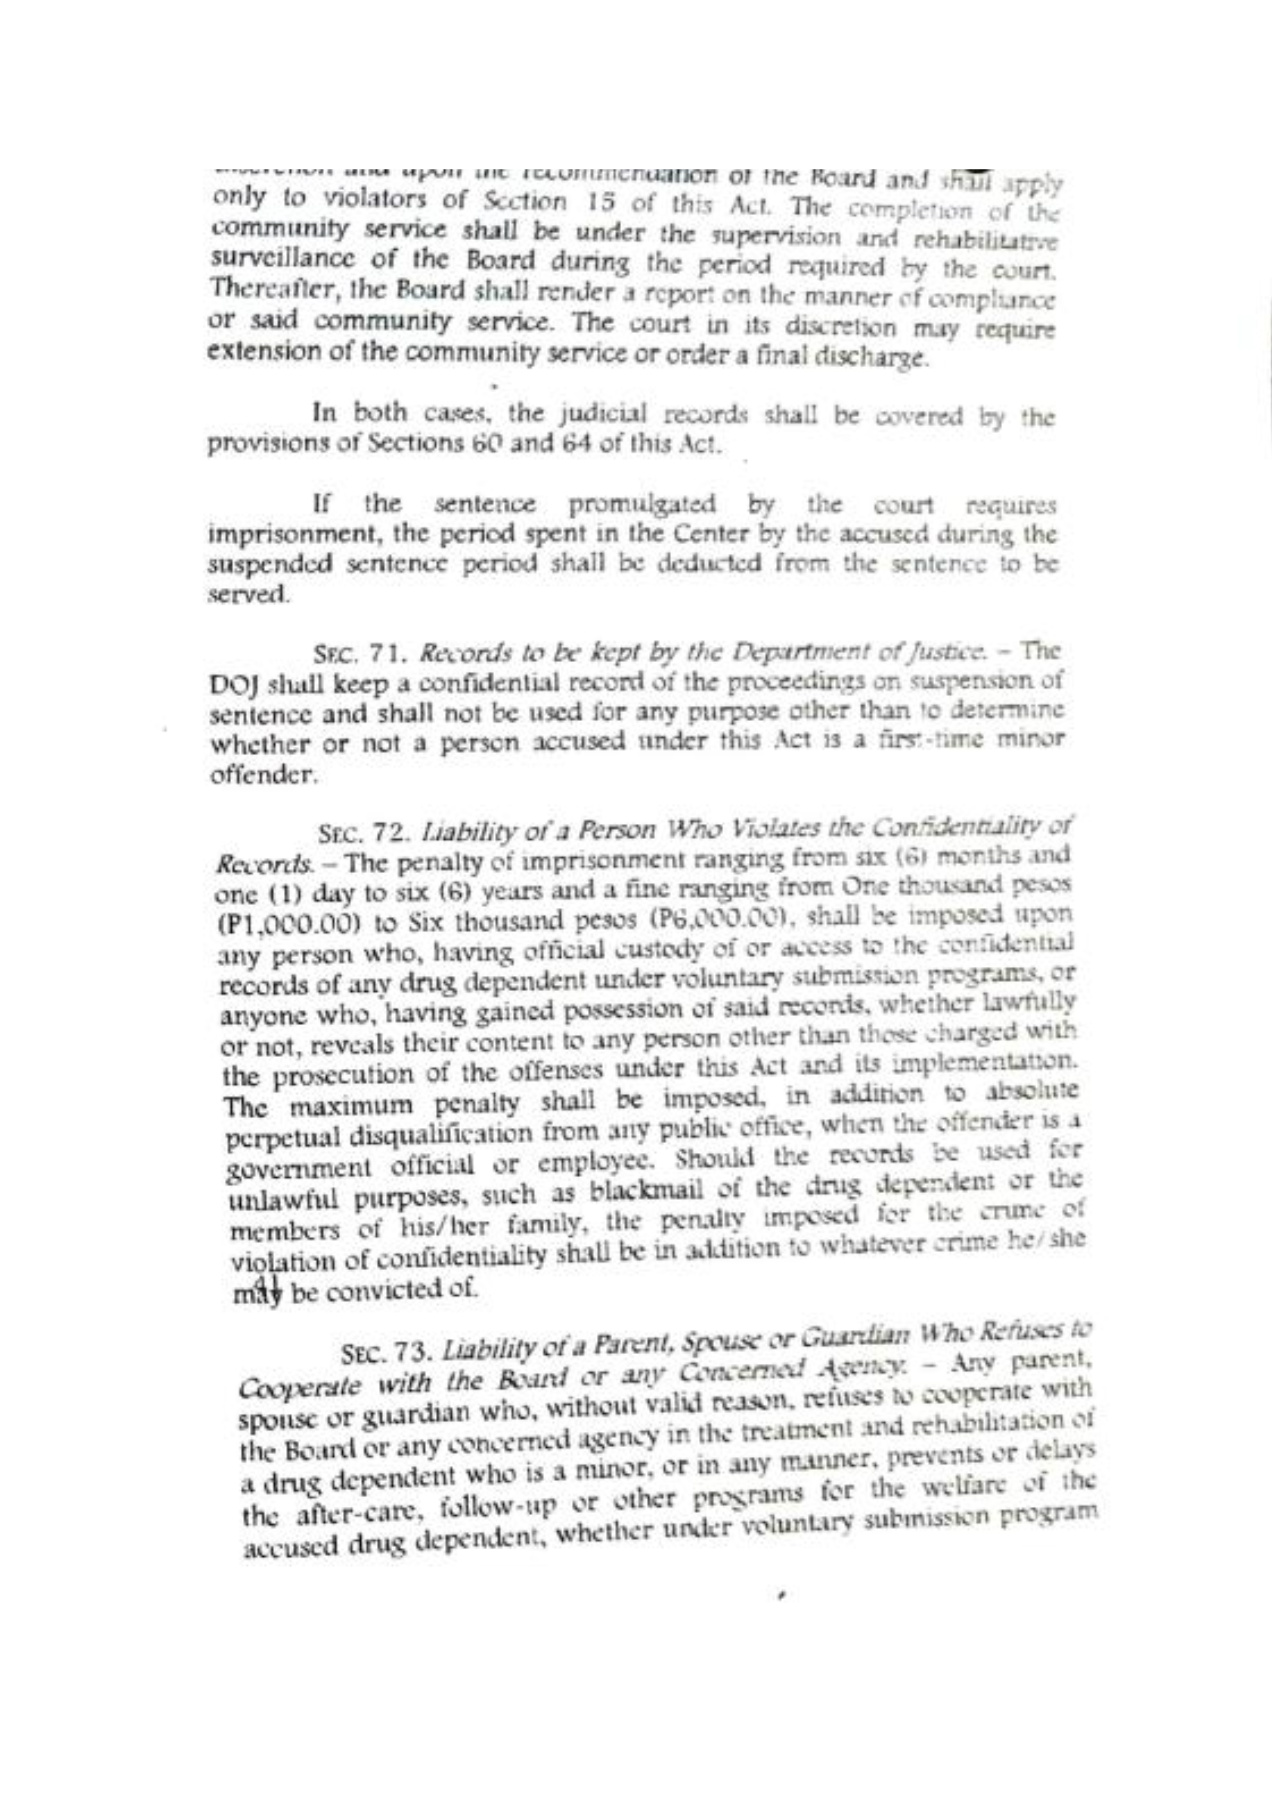 discretion and upon the recommendation of the Board and shall apply
only to violators of Section 15 of this Act. The completion of the
community service shall be under the supervision and rehabilitative
surveillance of the Board during the period required by the court.
Thereafter, the Board shall render a report on the manner of compliance
or said community service. The court in its discretion may require
extension of the community service or order a final discharge.
In both cases, the judicial records shall be covered by the
provisions of Sections 60 and 64 of this Act.
If the sentence promulgated by the court requires
imprisonment, the period spent in the Center by the accused during the
suspended sentence period shall be deducted from the sentence to be
served.
SEC. 71. Records to be kept by the Department of Justice. – The
DOJ shall keep a confidential record of the proceedings on suspension of
sentence and shall not be used for any purpose other than to determine
whether or not a person accused under this Act is a first-time minor
offender.
SEC. 72. Liability of a Person Who Violates the Confidentiality of
Records. – The penalty of imprisonment ranging from six (6) months and
one (1) day to six (6) years and a fine ranging from One thousand pesos
(P1,000.00) to Six thousand pesos (P6,000.00), shall be imposed upon
any person who, having official custody of or access to the confidential
records of any drug dependent under voluntary submission programs, or
anyone who, having gained possession of said records, whether lawfully
or not, reveals their content to any person other than those charged with
the prosecution of the offenses under this Act and its implementation.
The maximum penalty shall be imposed, in addition to absolute
perpetual disqualification from any public office, when the offender is a
government official or employee. Should the records be used for
unlawful purposes, such as blackmail of the drug dependent or the
members of his/her family, the penalty imposed for the crime of
violation of confidentiality shall be in addition to whatever crime he/she
may be convicted of.
SEC. 73. Liability of a Parent, Spouse or Guardian Who Refuses to
Cooperate with the Board or any Concerned Agency. – Any parent,
spouse or guardian who, without valid reason, refuses to cooperate with
the Board or any concerned agency in the treatment and rehabilitation of
a drug dependent who is a minor, or in any manner, prevents or delays
the after-care, follow-up or other programs for the welfare of the
accused drug dependent, whether under voluntary submission program